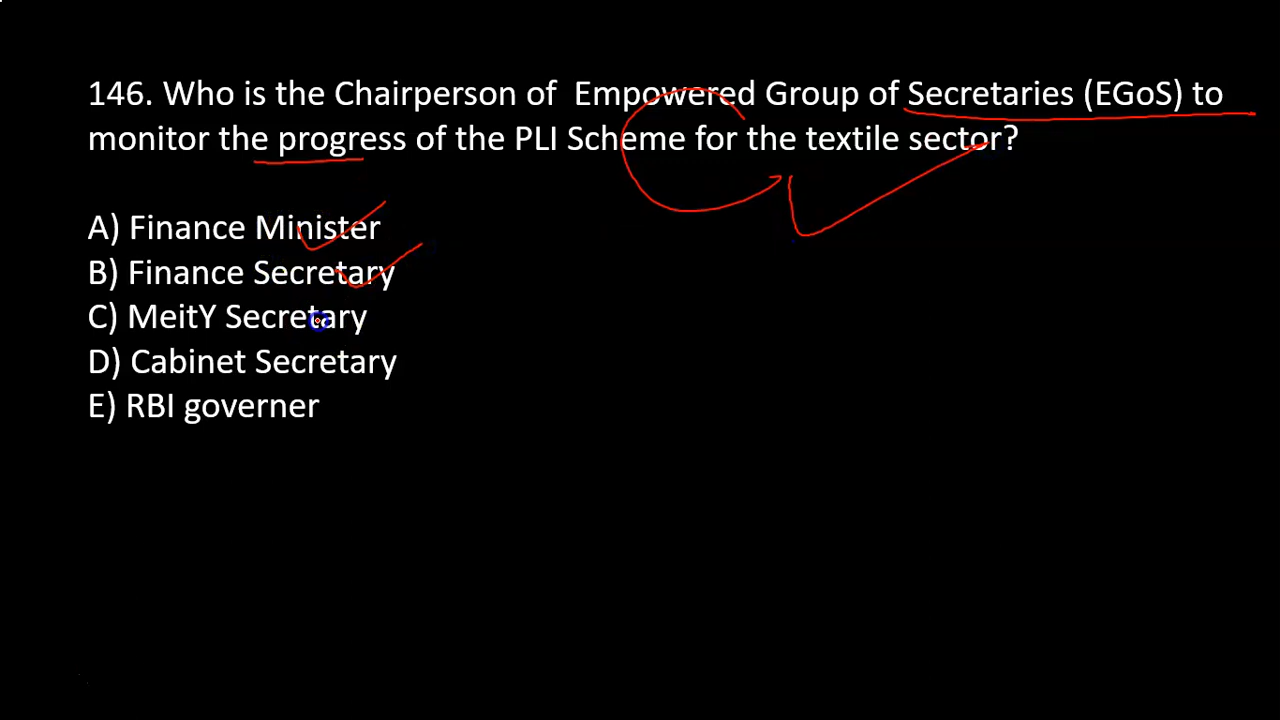 146. Who is the Chairperson of Empowered Group of Secretaries (EGoS) to
monitor the progress of the PLI Scheme for the textile sector?
A) Finance Minister
B) Finance Secretary
C) MeitY Secretary
D) Cabinet Secretary
E) RBI governer